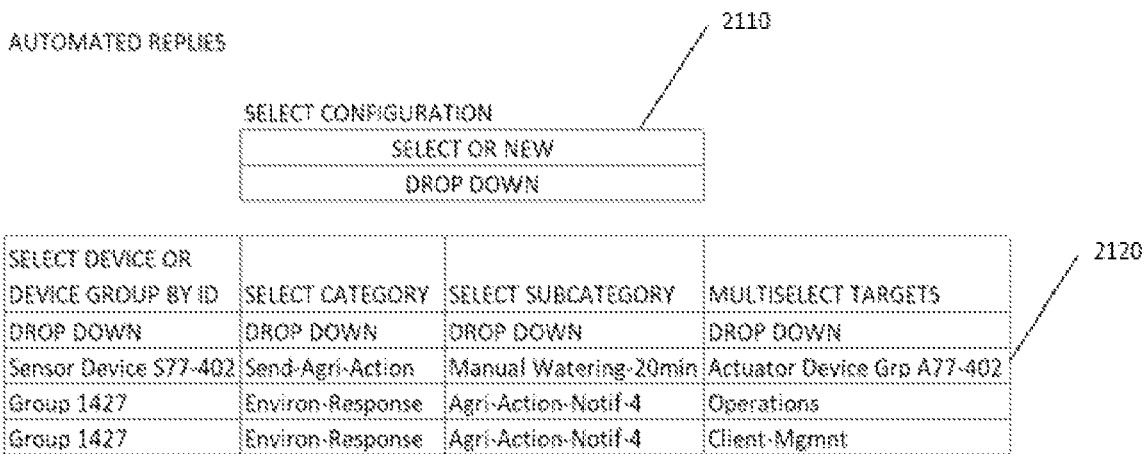 2110
AUTOMATED REPLIES
SELECT CONFIGURATION
SELECT OR NEW
DROP DOWN
2120
SELECT DEVICE OR
DEVICE GROUP BY ID SELECT CATEGORY SELECT SUBCATEGORY MULTISELECT TARGETS
DROP DOWN DROP DOWN DROP DOWN DROP DOWN
Sensor Device S77-402 Send-Agri-Action Manual Watering-20min Actuator Device Grp A77-402
Group 1427 Environ-Response Agri-Action-Notif-4 Operations
Group 1427 Environ-Response Agri-Action-Notif-4 Client-Mgmnt